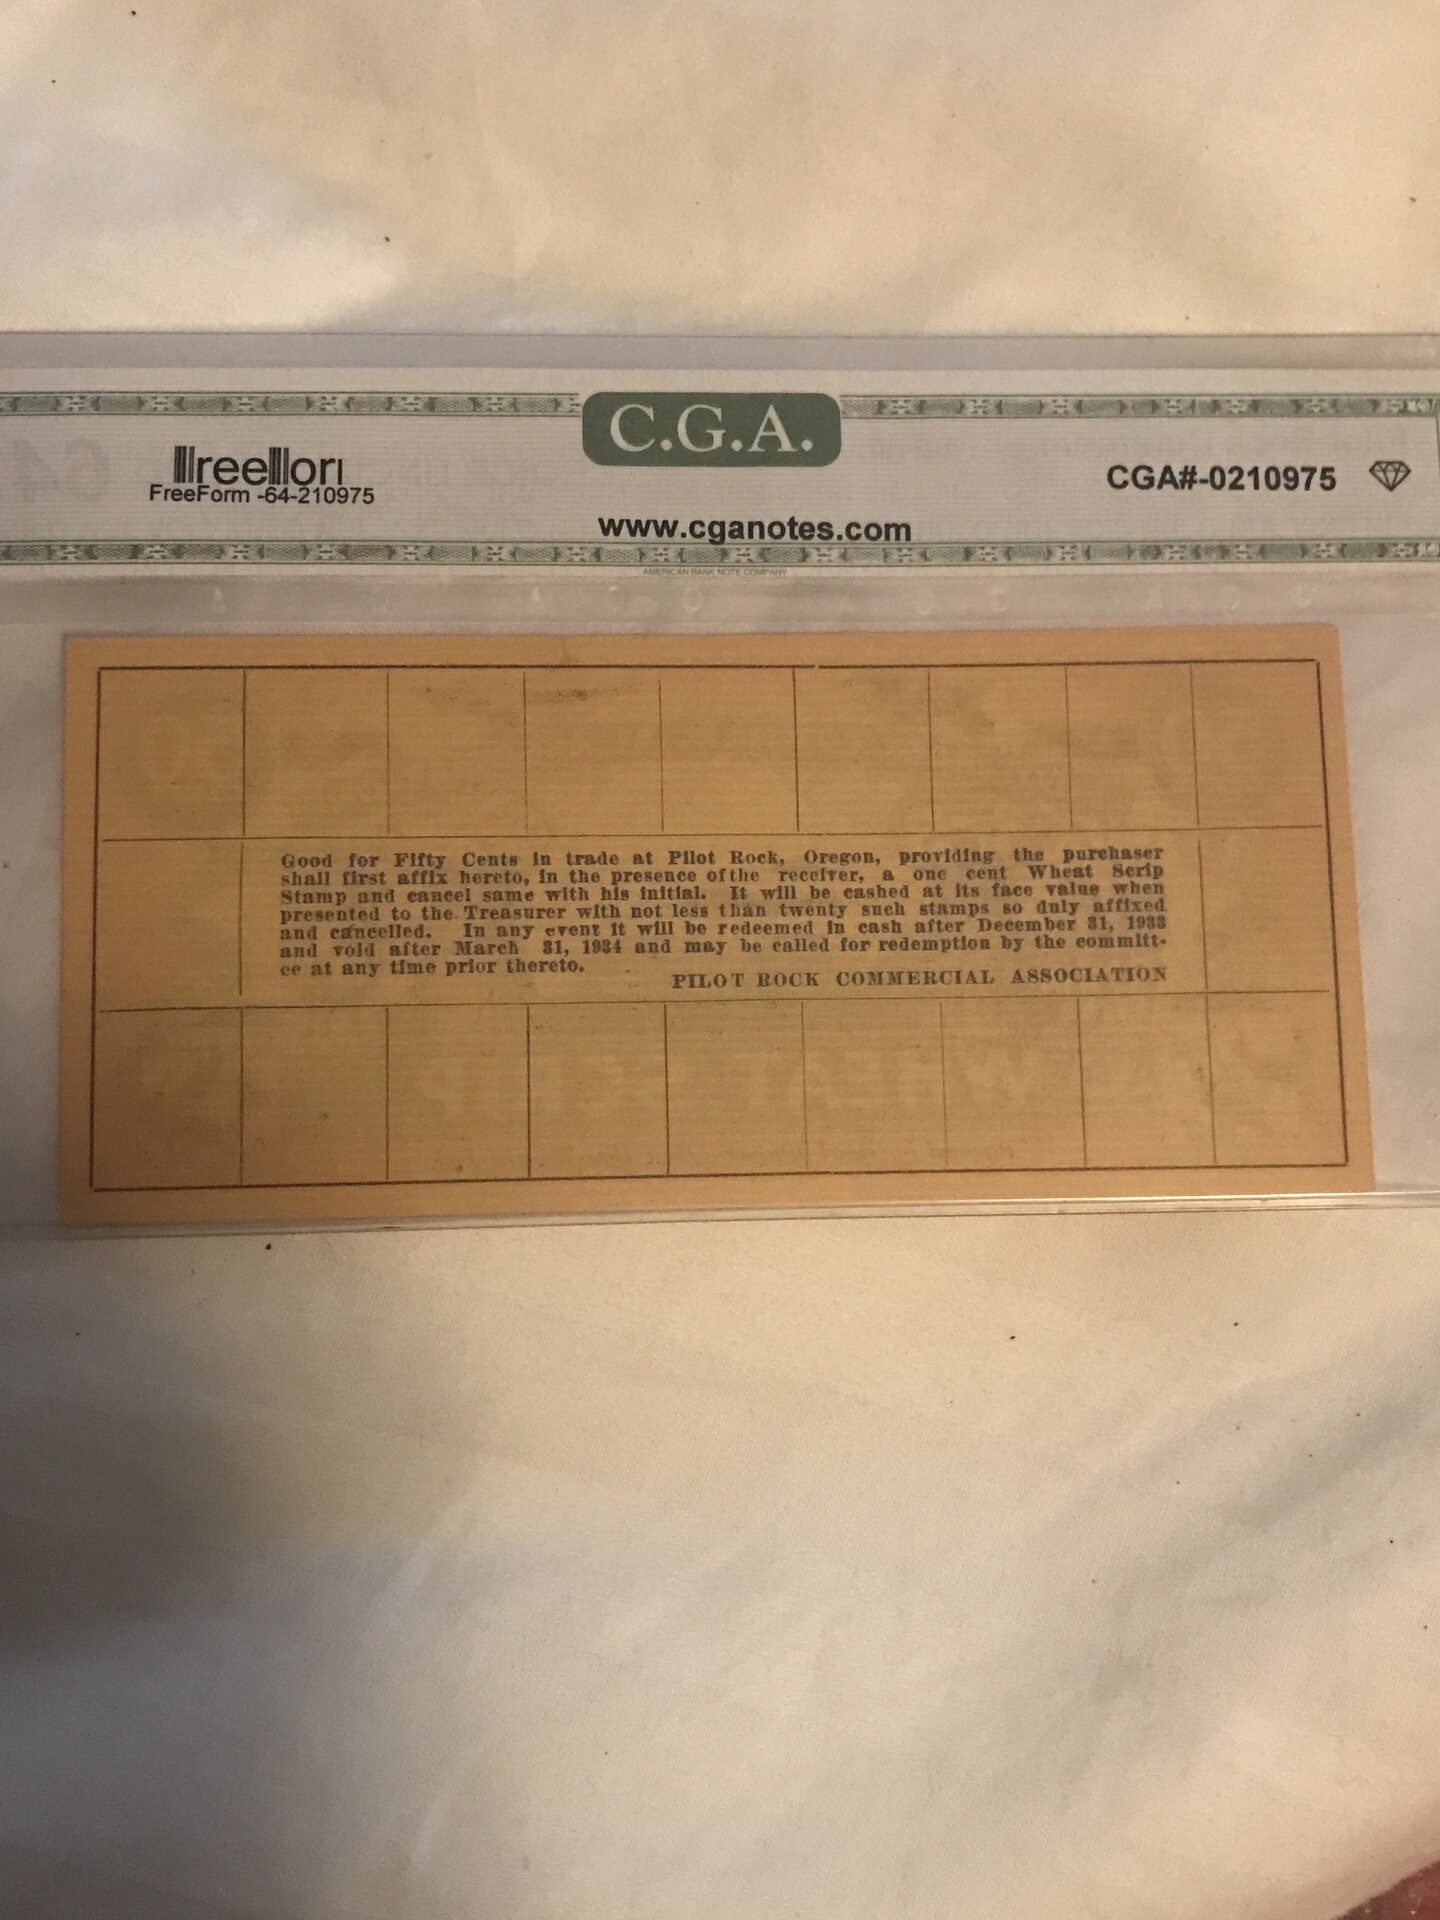 C.G.A.
FreeForm -64-210975
CGA#-0210975
www.cganotes.com
AMERICAN BANK NOTE COMPANY
Good for Fifty Cents in trade at Pilot Rock, Oregon, providing the purchaser
shall first affix hereto, in the presence of the receiver, a one cent Wheat Scrip
Stamp and cancel same with his initial. It will be cashed at its face value when
presented to the Treasurer with not less than twenty such stamps so duly affixed
and cancelled. In any event it will be redeemed in cash after December 31, 1933
and void after March 31, 1934 and may be called for redemption by the committ-
ee at any time prior thereto.
PILOT ROCK COMMERCIAL ASSOCIATION